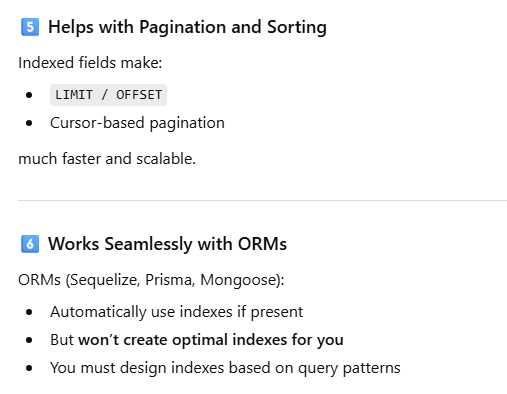 5 Helps with Pagination and Sorting
Indexed fields make:
• LIMIT / OFFSET
• Cursor-based pagination
much faster and scalable.
6 Works Seamlessly with ORMs
ORMs (Sequelize, Prisma, Mongoose):
• Automatically use indexes if present
• But won’t create optimal indexes for you
• You must design indexes based on query patterns